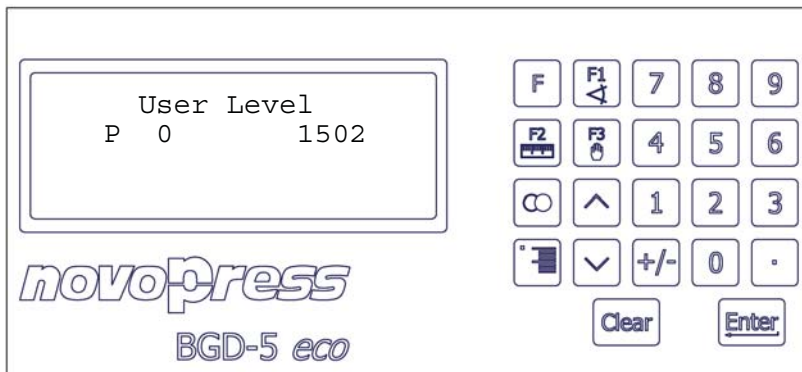 User Level
P 0 1502
novopress
BGD-5 eco
F F1 7 8 9
F2 F3 4 5 6
1 2 3
+/- 0 .
Clear Enter